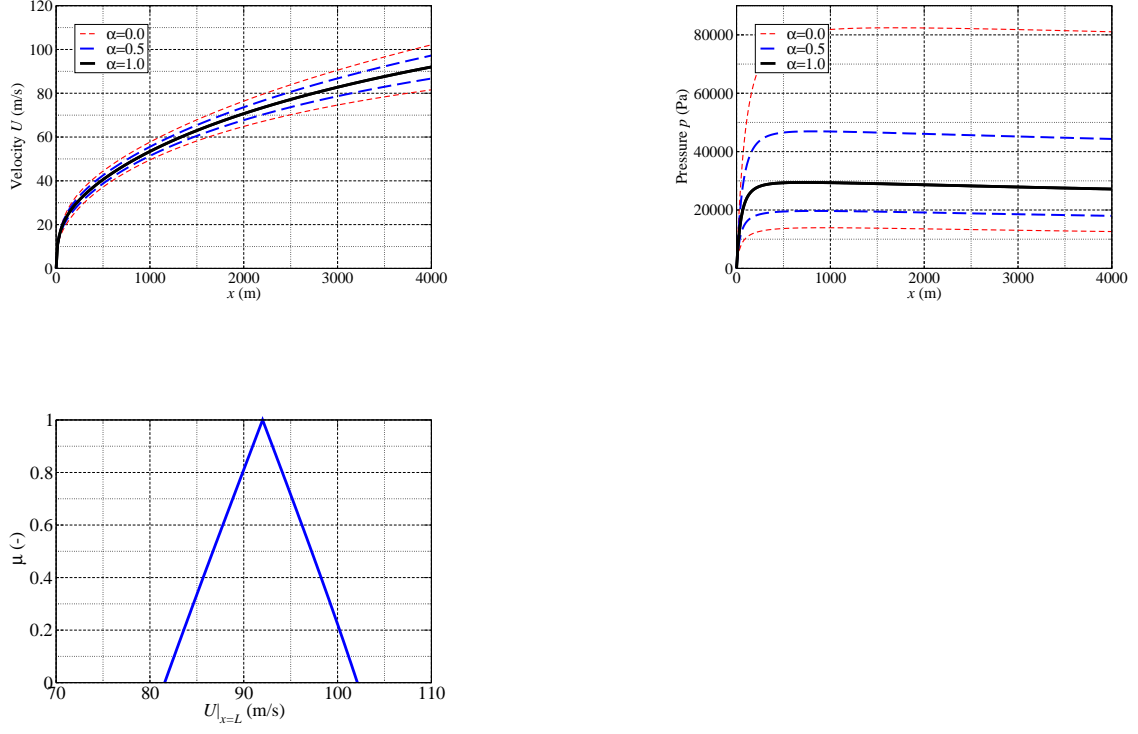 120
100
80
60
40
20
0
Velocity U (m/s)
α=0.0
α=0.5
α=1.0
0 1000 2000 3000 4000
x (m)
80000
60000
40000
20000
0
Pressure p (Pa)
α=0.0
α=0.5
α=1.0
0 1000 2000 3000 4000
x (m)
1
0.8
0.6
0.4
0.2
0
μ (-)
70 80 90 100 110
U|x=L (m/s)